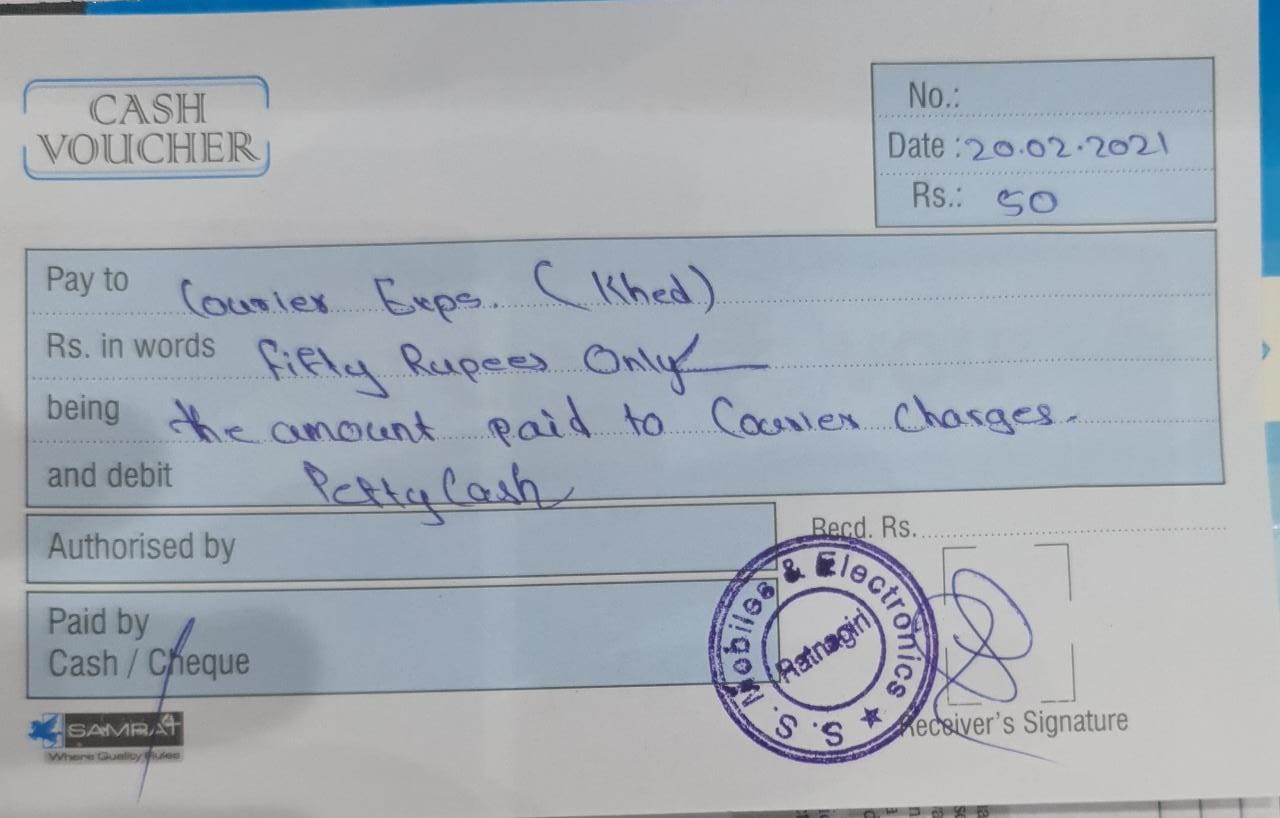 CASH
VOUCHER
No.:
Date : 20.02.2021
Rs.: 50
Pay to Courier Exps. (Khed)
Rs. in words fifty Rupees Only
being the amount paid to Courier Charges.
and debit Petty Cash
Authorised by
Recd. Rs.
Paid by
Cash / Cheque
S. S. Mobiles & Electronics
Ratnagiri
Receiver's Signature
SAMRAT
Where Quality Rules